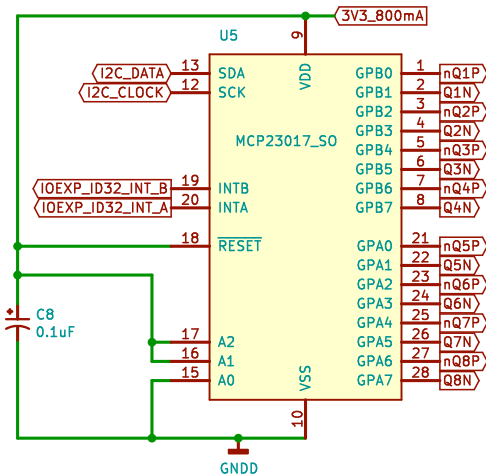 3V3_800mA
U5
9
VDD
I2C_DATA 13 SDA GPB0 1 nQ1P
I2C_CLOCK 12 SCK GPB1 2 Q1N
GPB2 3 nQ2P
MCP23017_SO GPB3 4 Q2N
GPB4 5 nQ3P
GPB5 6 Q3N
IOEXP_ID32_INT_B 19 INTB GPB6 7 nQ4P
IOEXP_ID32_INT_A 20 INTA GPB7 8 Q4N
18 RESET GPA0 21 nQ5P
GPA1 22 Q5N
GPA2 23 nQ6P
GPA3 24 Q6N
C8 GPA4 25 nQ7P
0.1uF 17 A2 GPA5 26 Q7N
16 A1 GPA6 27 nQ8P
15 A0 GPA7 28 Q8N
VSS
10
GNDD